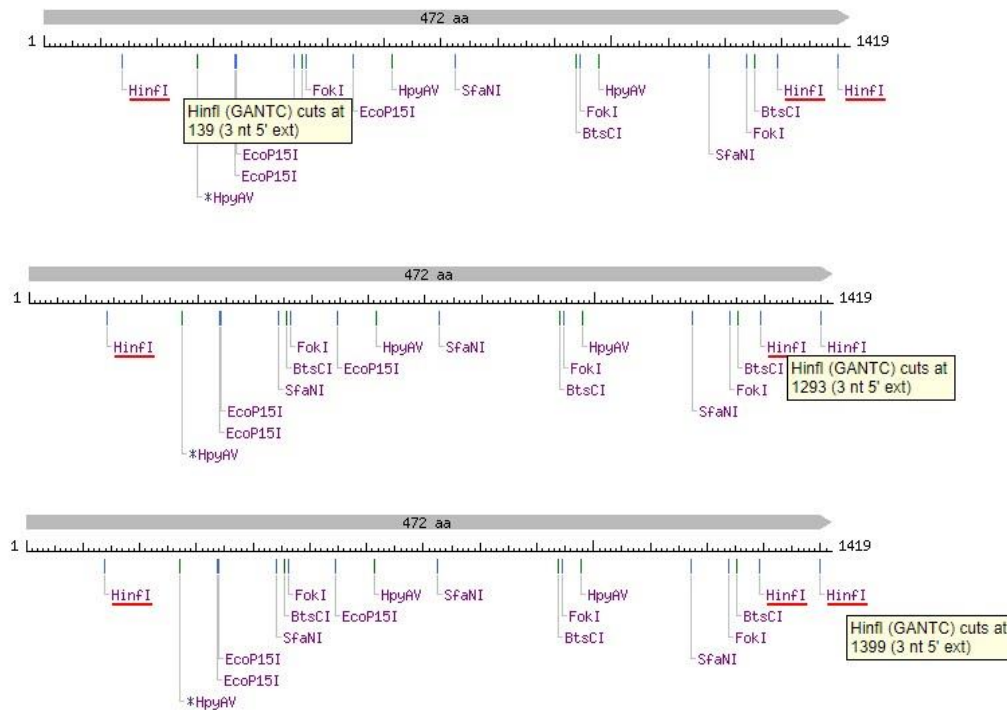 472 aa
1 1419
HinfI FokI HpyAV SfaNI HpyAV HinfI HinfI
HinfI (GANTC) cuts at
139 (3 nt 5' ext)
EcoP15I FokI BtsCI
BtsCI FokI
EcoP15I SfaNI
EcoP15I
*HpyAV
472 aa
1 1419
HinfI FokI HpyAV SfaNI HpyAV HinfI HinfI
BtsCI EcoP15I FokI BtsCI
HinfI (GANTC) cuts at
1293 (3 nt 5' ext)
SfaNI BtsCI FokI
EcoP15I SfaNI
EcoP15I
*HpyAV
472 aa
1 1419
HinfI FokI HpyAV SfaNI HpyAV HinfI HinfI
BtsCI EcoP15I FokI BtsCI
HinfI (GANTC) cuts at
1399 (3 nt 5' ext)
SfaNI BtsCI FokI
EcoP15I SfaNI
EcoP15I
*HpyAV